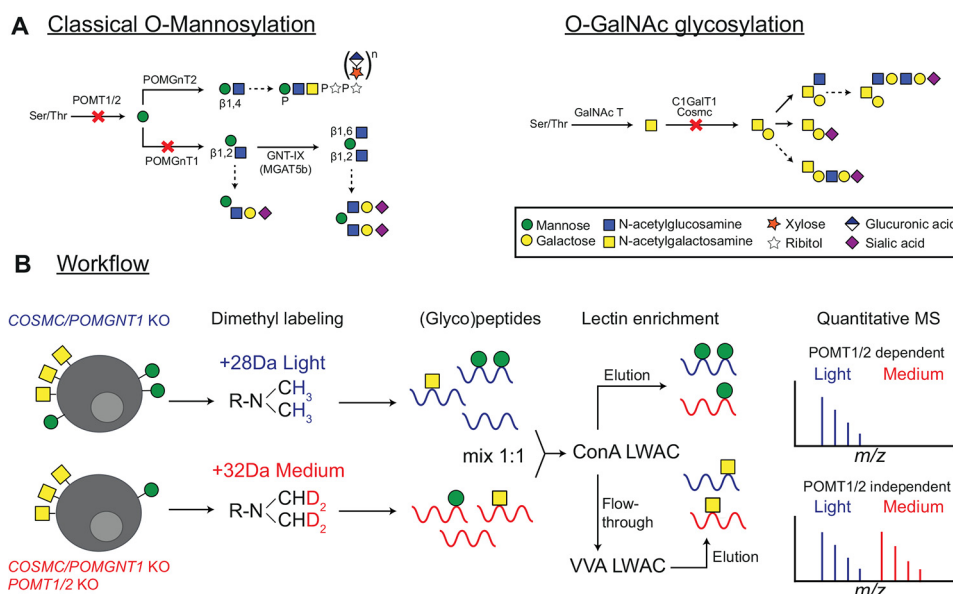 A Classical O-Mannosylation
O-GalNAc glycosylation
POMGnT2
n
POMT1/2
Ser/Thr
β1,4
P
P P
POMGnT1
β1,2
GNT-IX
(MGAT5b)
β1,6
β1,2
Ser/Thr
GalNAc T
C1GalT1
Cosmc
Mannose
N-acetylglucosamine
Xylose
Glucuronic acid
Galactose
N-acetylgalactosamine
Ribitol
Sialic acid
B Workflow
COSMC/POMGNT1 KO
Dimethyl labeling
(Glyco)peptides
Lectin enrichment
Quantitative MS
+28Da Light
R-N
CH3
CH3
Elution
POMT1/2 dependent
Light Medium
m/z
mix 1:1
ConA LWAC
+32Da Medium
R-N
CHD2
CHD2
Flow-
through
VVA LWAC
Elution
POMT1/2 independent
Light Medium
m/z
COSMC/POMGNT1 KO
POMT1/2 KO